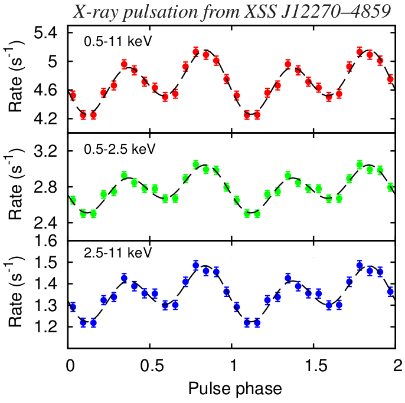 X-ray pulsation from XSS J12270–4859
5.4
0.5-11 keV
5
4.6
4.2
Rate (s⁻¹)
3.2
0.5-2.5 keV
2.8
2.4
Rate (s⁻¹)
1.6
2.5-11 keV
1.5
1.4
1.3
1.2
Rate (s⁻¹)
0 0.5 1 1.5 2
Pulse phase